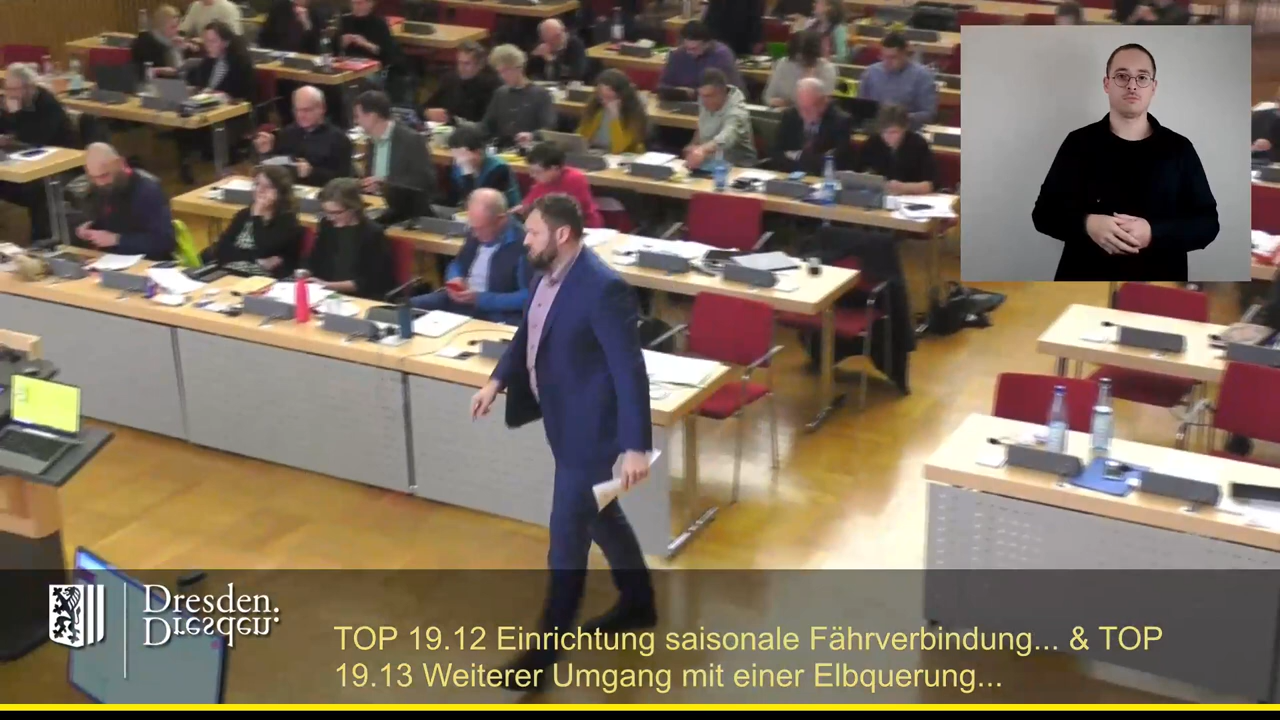 Dresden.
Dresden.
TOP 19.12 Einrichtung saisonale Fährverbindung... & TOP
19.13 Weiterer Umgang mit einer Elbquerung...